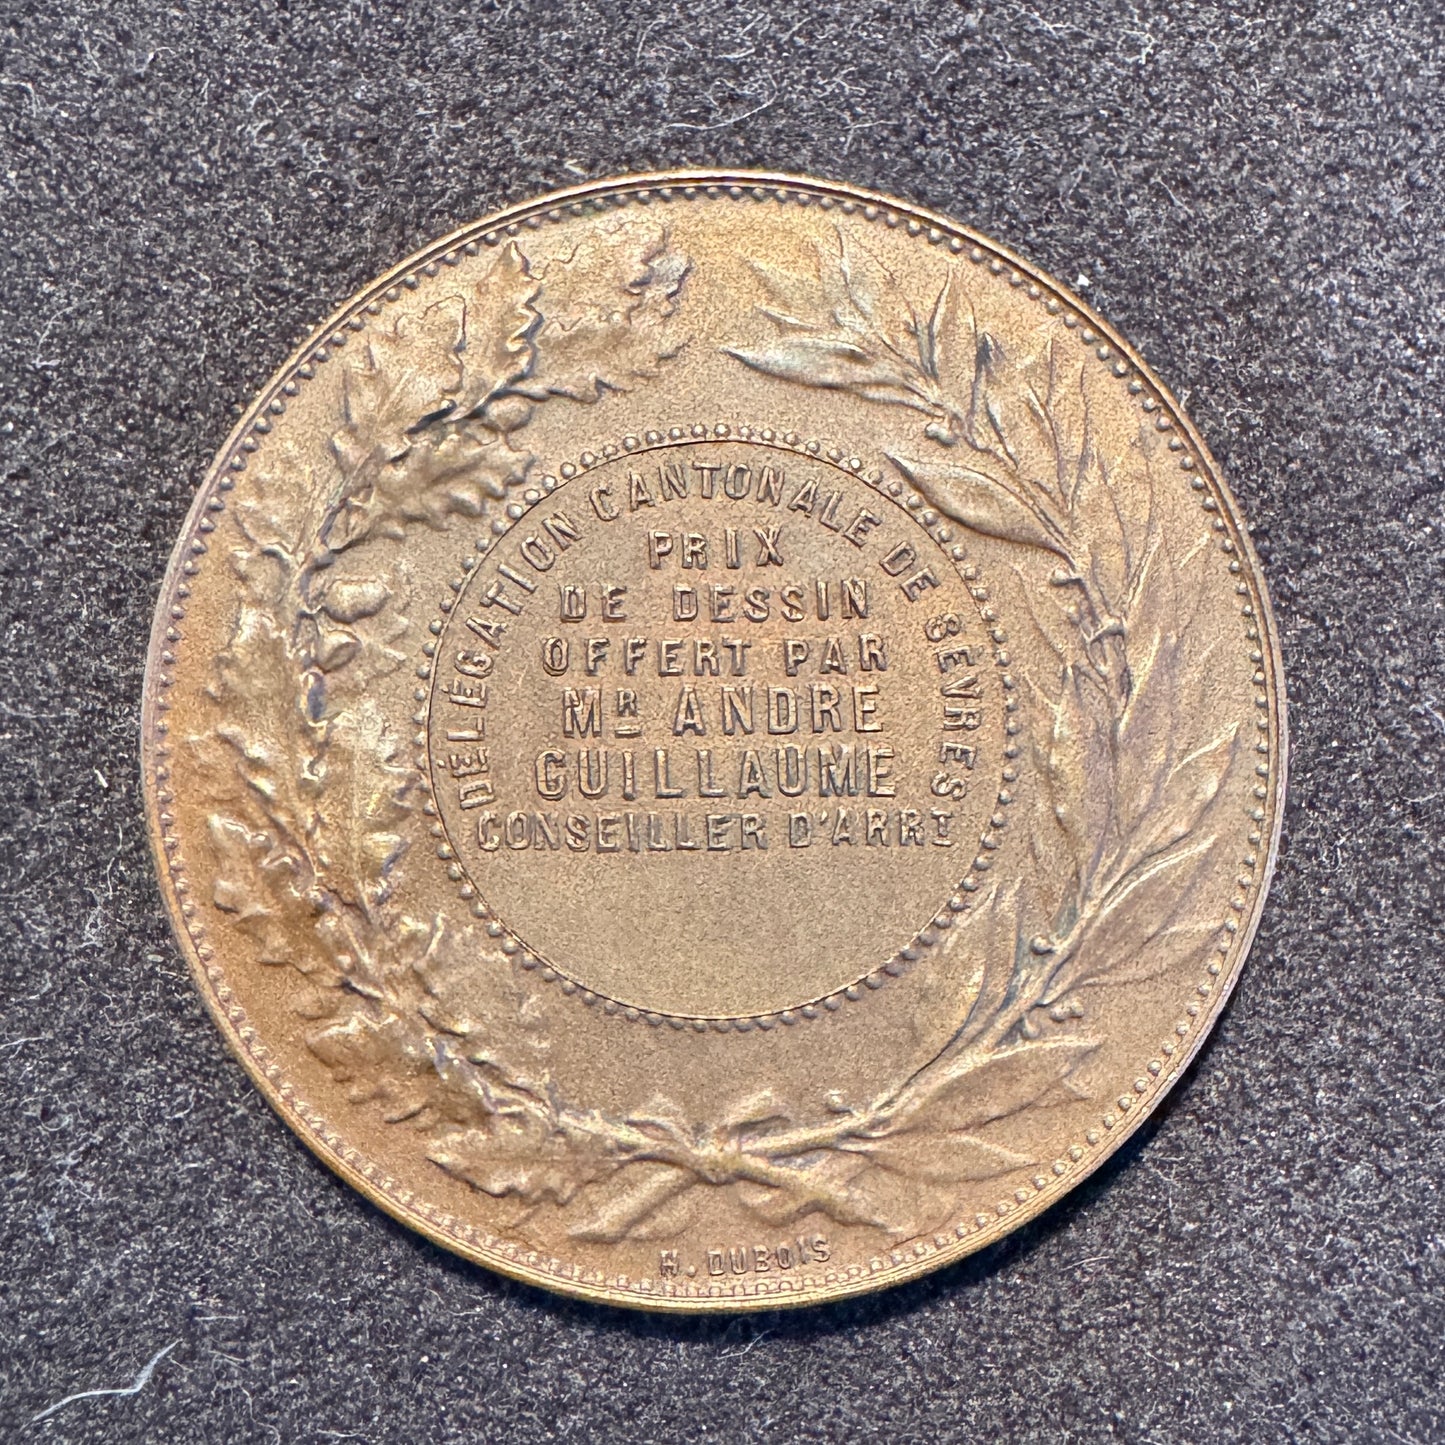 DÉLÉGATION CANTONALE DE SÈVRES
PRIX
DE DESSIN
OFFERT PAR
MR ANDRE
GUILLAUME
CONSEILLER D'ARRT
H. DUBOIS